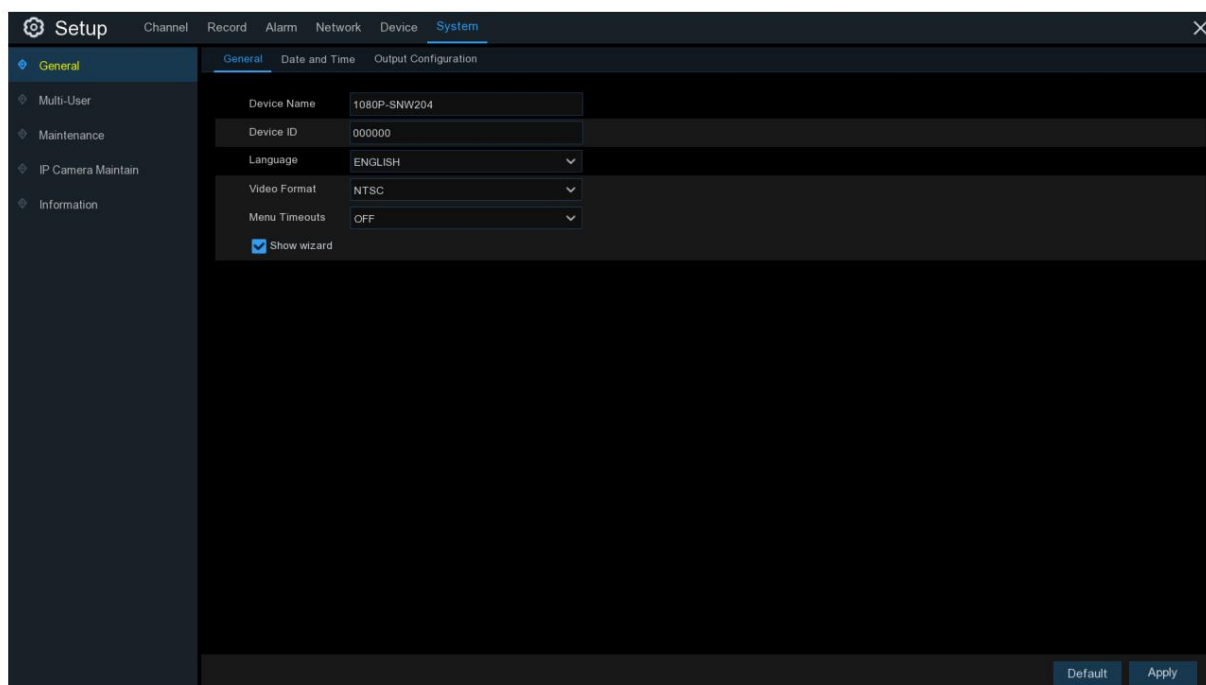 Setup Channel Record Alarm Network Device System
General
Multi-User
Maintenance
IP Camera Maintain
Information
General Date and Time Output Configuration
Device Name 1080P-SNW204
Device ID 000000
Language ENGLISH
Video Format NTSC
Menu Timeouts OFF
Show wizard
Default Apply